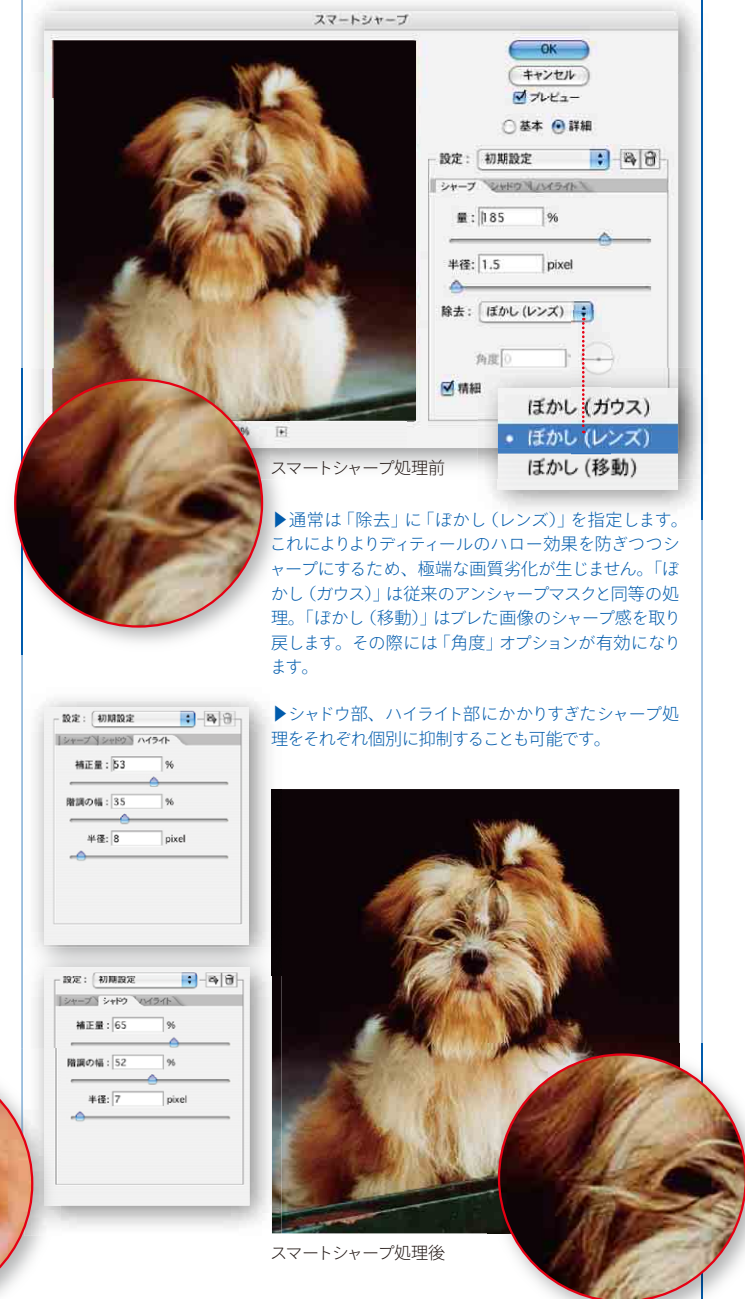 スマートシャープ
OK
キャンセル
プレビュー
基本 詳細
設定： 初期設定
シャープ シャドウ ハイライト
量：185 %
半径：1.5 pixel
除去： ぼかし (レンズ)
角度 0 °
精細
ぼかし (ガウス)
• ぼかし (レンズ)
ぼかし (移動)
%
スマートシャープ処理前
▶通常は「除去」に「ぼかし（レンズ）」を指定します。
これによりよりディティールのハロー効果を防ぎつつシ
ャープにするため、極端な画質劣化が生じません。「ぼ
かし（ガウス）」は従来のアンシャープマスクと同等の処
理。「ぼかし（移動）」はブレた画像のシャープ感を取り
戻します。その際には「角度」オプションが有効になり
ます。
▶シャドウ部、ハイライト部にかかりすぎたシャープ処
理をそれぞれ個別に抑制することも可能です。
設定： 初期設定
シャープ シャドウ ハイライト
補正量：53 %
階調の幅：35 %
半径：8 pixel
設定： 初期設定
シャープ シャドウ ハイライト
補正量：65 %
階調の幅：52 %
半径：7 pixel
スマートシャープ処理後